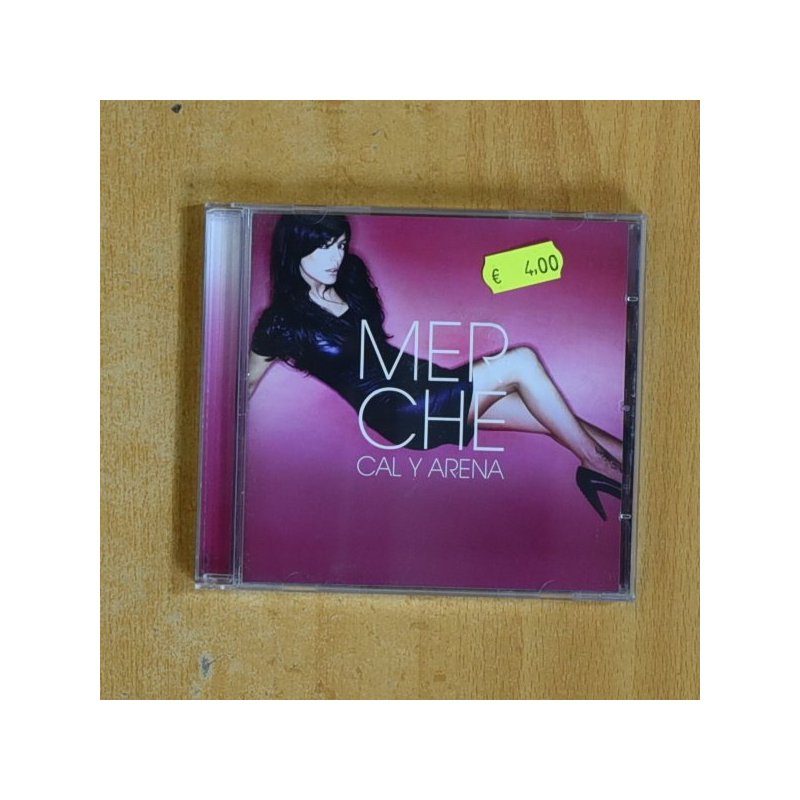 € 4,00
MER
CHE
CAL Y ARENA